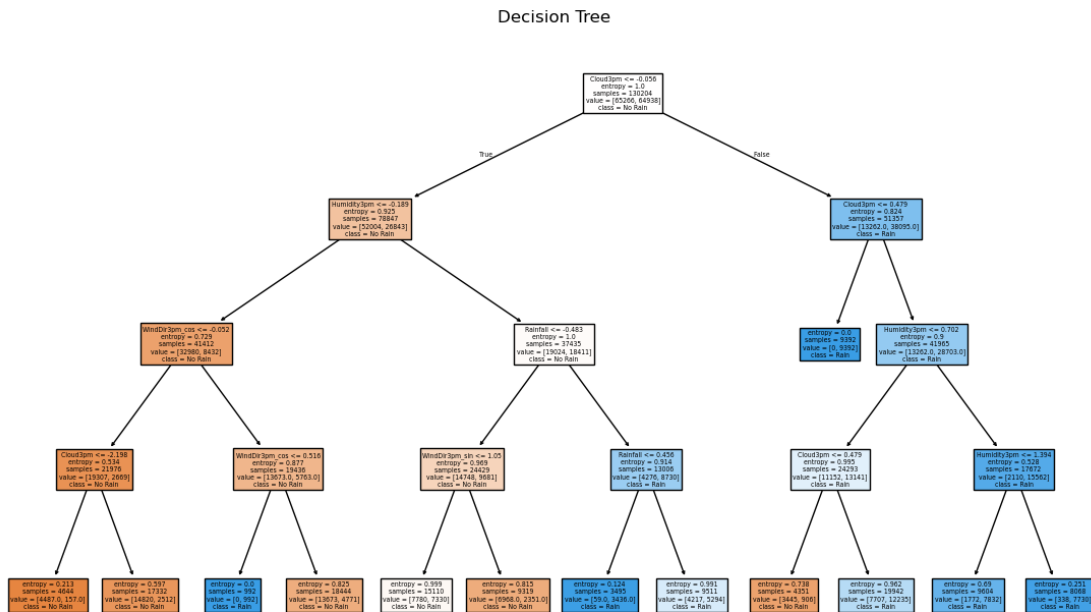 Decision Tree
Cloud3pm <= -0.056
entropy = 1.0
samples = 130204
value = [65266, 64938]
class = No Rain
True
False
Humidity3pm <= -0.189
entropy = 0.925
samples = 78847
value = [52004, 26843]
class = No Rain
Cloud3pm <= 0.479
entropy = 0.824
samples = 51357
value = [13262.0, 38095.0]
class = Rain
WindDir3pm_cos <= -0.052
entropy = 0.729
samples = 41412
value = [32980, 8432]
class = No Rain
Rainfall <= -0.483
entropy = 1.0
samples = 37435
value = [19024, 18411]
class = No Rain
entropy = 0.0
samples = 9392
value = [0, 9392]
class = Rain
Humidity3pm <= 0.702
entropy = 0.9
samples = 41965
value = [13262.0, 28703.0]
class = Rain
Cloud3pm <= -2.198
entropy = 0.534
samples = 21976
value = [19307, 2669]
class = No Rain
WindDir3pm_cos <= 0.516
entropy = 0.877
samples = 19436
value = [13673.0, 5763.0]
class = No Rain
WindDir3pm_sin <= 1.05
entropy = 0.969
samples = 24429
value = [14748, 9681]
class = No Rain
Rainfall <= 0.456
entropy = 0.914
samples = 13006
value = [4276, 8730]
class = Rain
Cloud3pm <= 0.479
entropy = 0.995
samples = 24293
value = [11152, 13141]
class = Rain
Humidity3pm <= 1.394
entropy = 0.528
samples = 17672
value = [2110, 15562]
class = Rain
entropy = 0.213
samples = 4644
value = [4487.0, 157.0]
class = No Rain
entropy = 0.597
samples = 17332
value = [14820, 2512]
class = No Rain
entropy = 0.0
samples = 992
value = [0, 992]
class = Rain
entropy = 0.825
samples = 18444
value = [13673, 4771]
class = No Rain
entropy = 0.999
samples = 15110
value = [7780, 7330]
class = No Rain
entropy = 0.815
samples = 9319
value = [6968.0, 2351.0]
class = No Rain
entropy = 0.124
samples = 3495
value = [59.0, 3436.0]
class = Rain
entropy = 0.991
samples = 9511
value = [4217, 5294]
class = Rain
entropy = 0.738
samples = 4351
value = [3445, 906]
class = No Rain
entropy = 0.962
samples = 19942
value = [7707, 12235]
class = Rain
entropy = 0.69
samples = 9604
value = [1772, 7832]
class = Rain
entropy = 0.251
samples = 8068
value = [338, 7730]
class = Rain